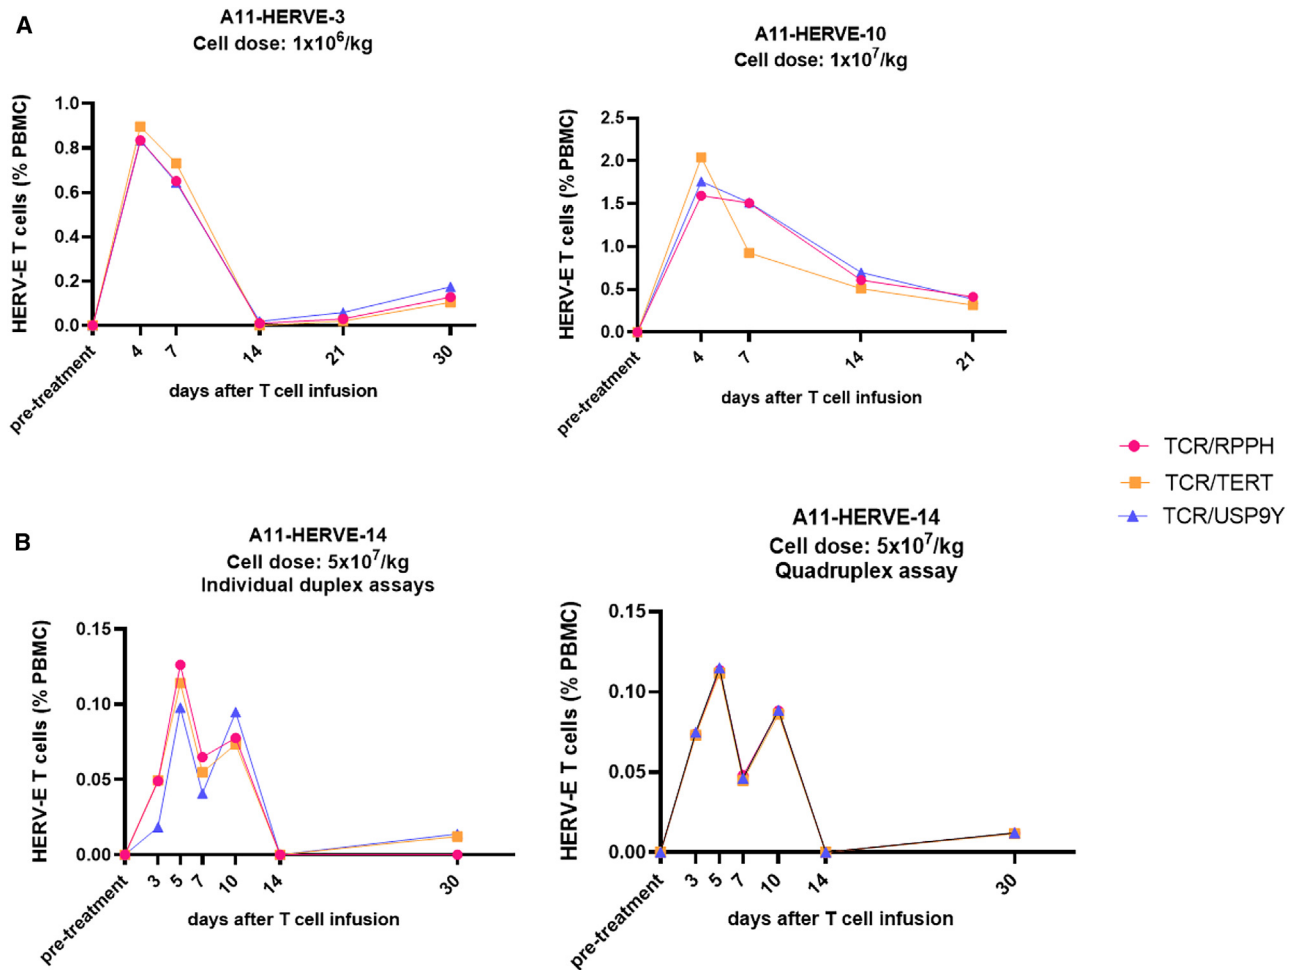 A
A11-HERVE-3
Cell dose: 1x10⁶/kg
HERV-E T cells (% PBMC)
1.0
0.8
0.6
0.4
0.2
0.0
pre-treatment
4
7
14
21
30
days after T cell infusion
A11-HERVE-10
Cell dose: 1x10⁷/kg
HERV-E T cells (% PBMC)
2.5
2.0
1.5
1.0
0.5
0.0
pre-treatment
4
7
14
21
days after T cell infusion
TCR/RPPH
TCR/TERT
TCR/USP9Y
B
A11-HERVE-14
Cell dose: 5x10⁷/kg
Individual duplex assays
HERV-E T cells (% PBMC)
0.15
0.10
0.05
0.00
pre-treatment
3
5
7
10
14
30
days after T cell infusion
A11-HERVE-14
Cell dose: 5x10⁷/kg
Quadruplex assay
HERV-E T cells (% PBMC)
0.15
0.10
0.05
0.00
pre-treatment
3
5
7
10
14
30
days after T cell infusion